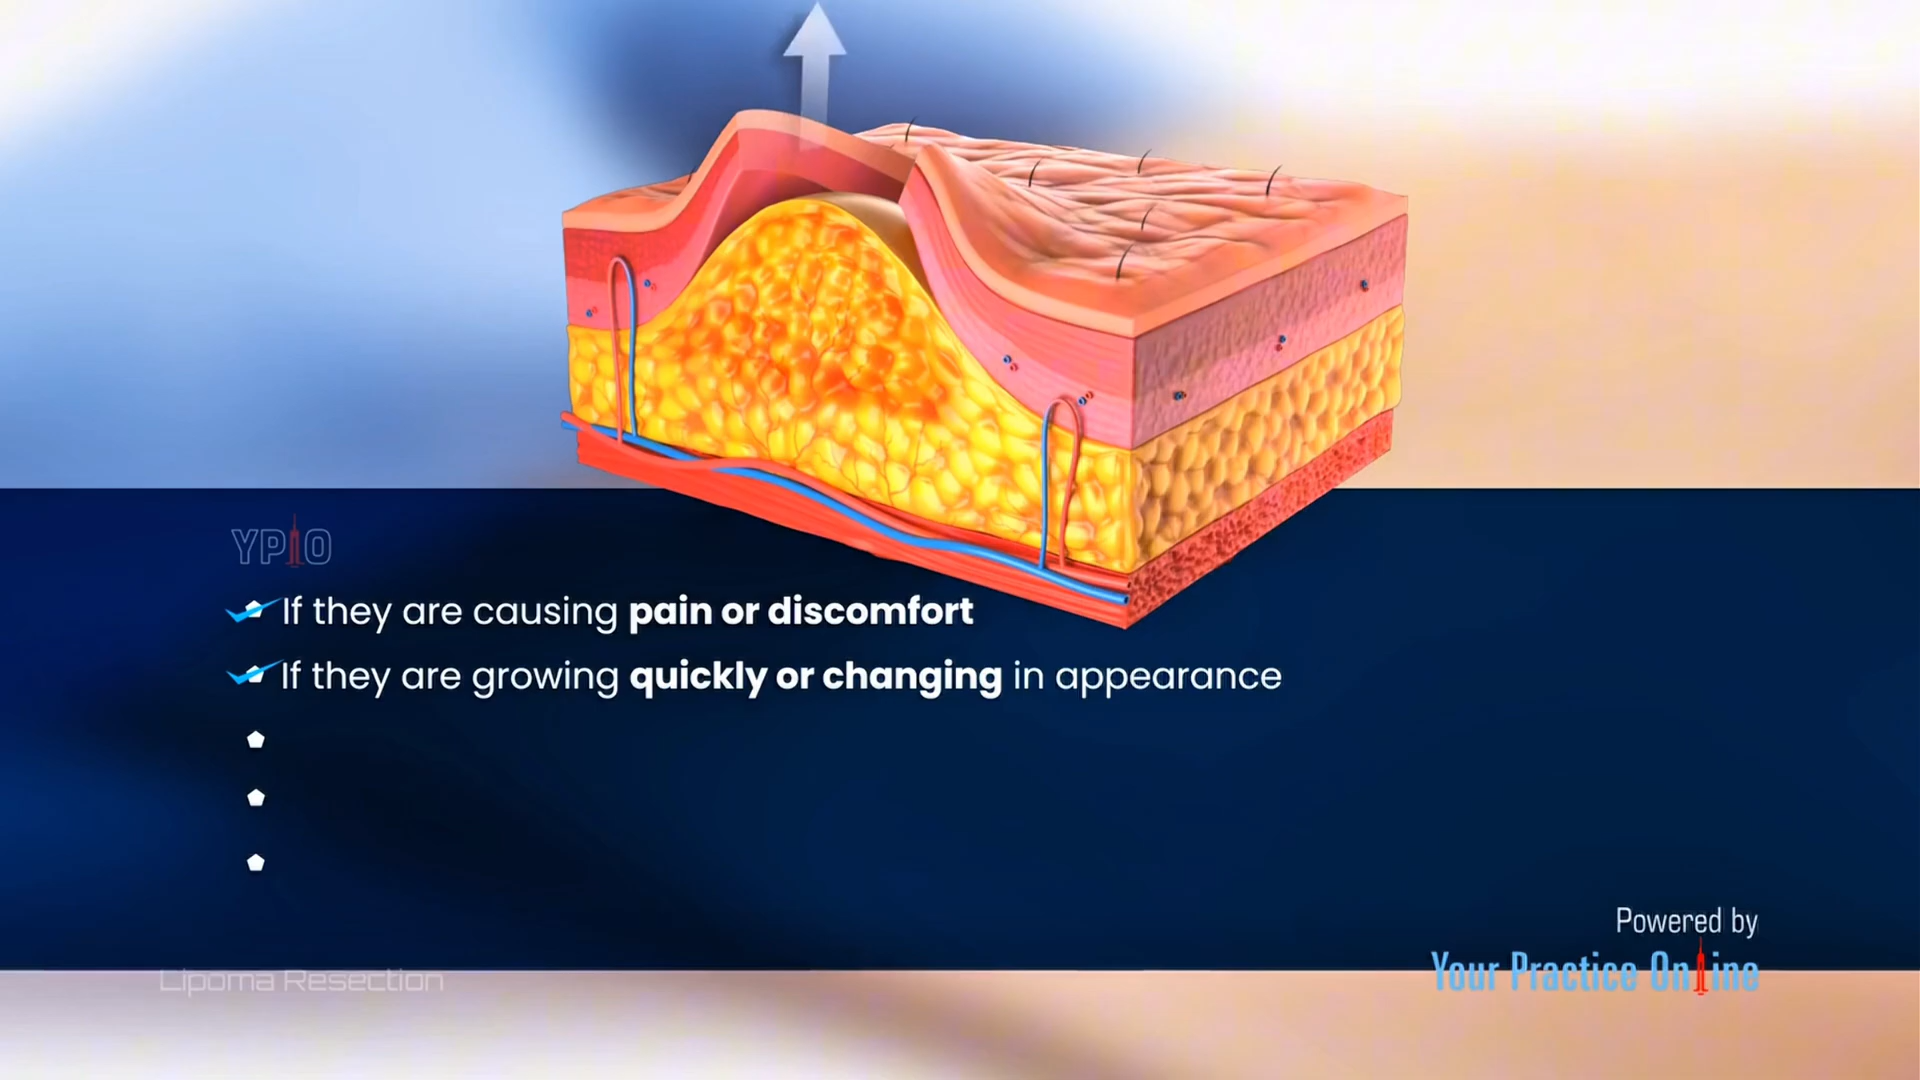 YPO
If they are causing pain or discomfort
If they are growing quickly or changing in appearance
Powered by
Your Practice Online
Lipoma Resection